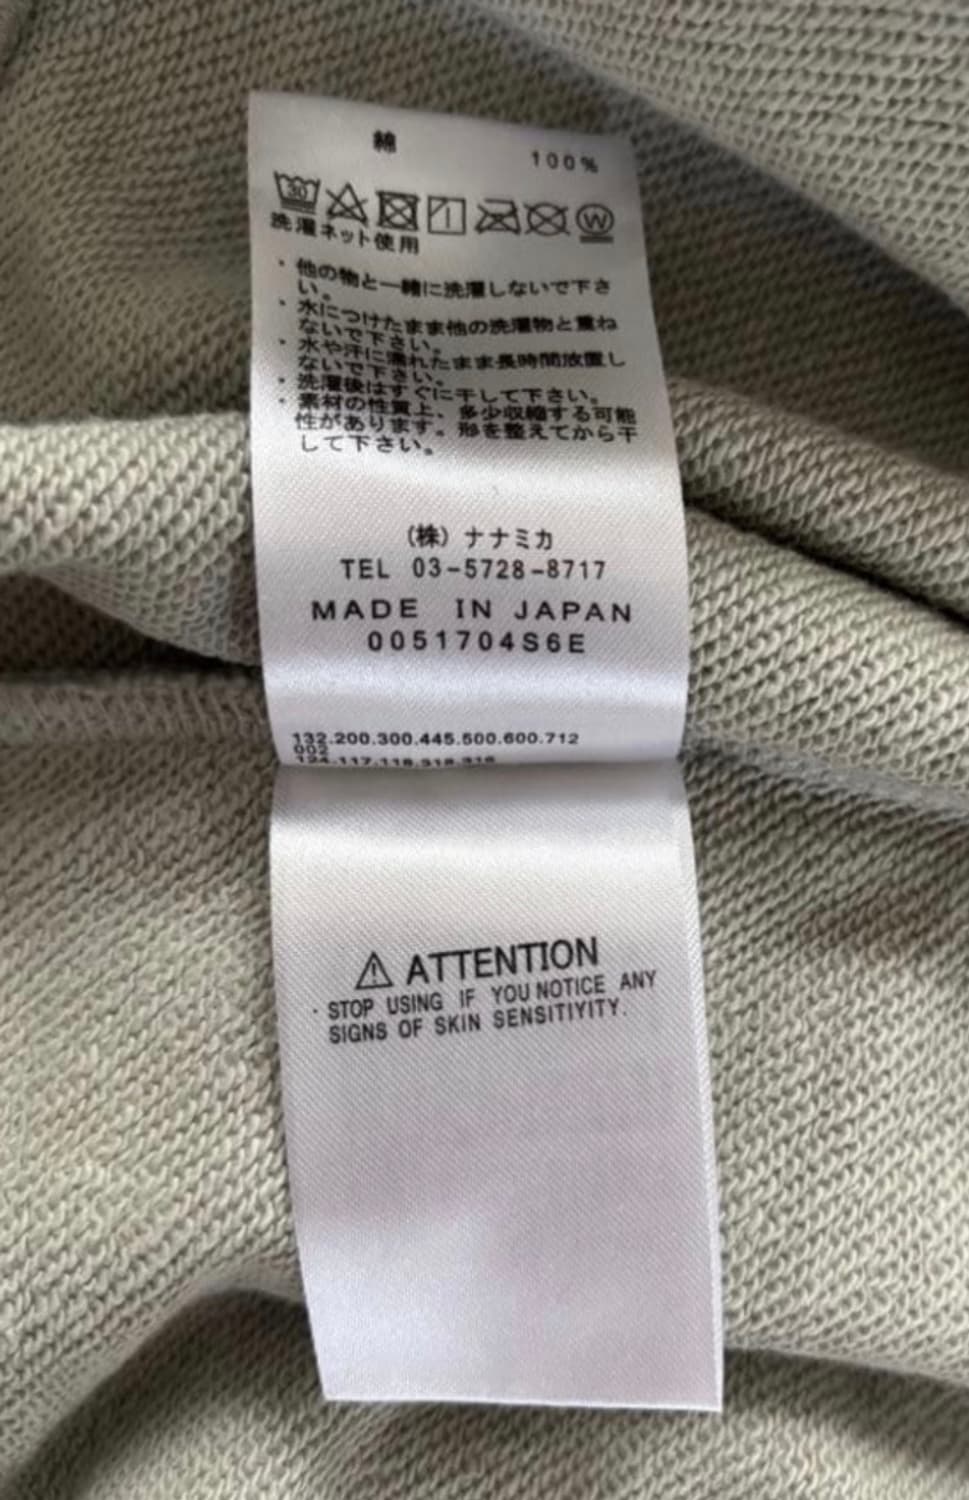 綿 100%
30 W
洗濯ネット使用
・他の物と一緒に洗濯しないで下さ
い。
・水につけたまま他の洗濯物と重ね
ないで下さい。
・水や汗に濡れたまま長時間放置し
ないで下さい。
・洗濯後はすぐに干して下さい。
・素材の性質上、多少収縮する可能
性があります。形を整えてから干
して下さい。
(株) ナナミカ
TEL 03-5728-8717
MADE IN JAPAN
0051704S6E
132.200.300.445.500.600.712
002
124.117.118.318.316
⚠ ATTENTION
・STOP USING IF YOU NOTICE ANY
SIGNS OF SKIN SENSITIYITY.